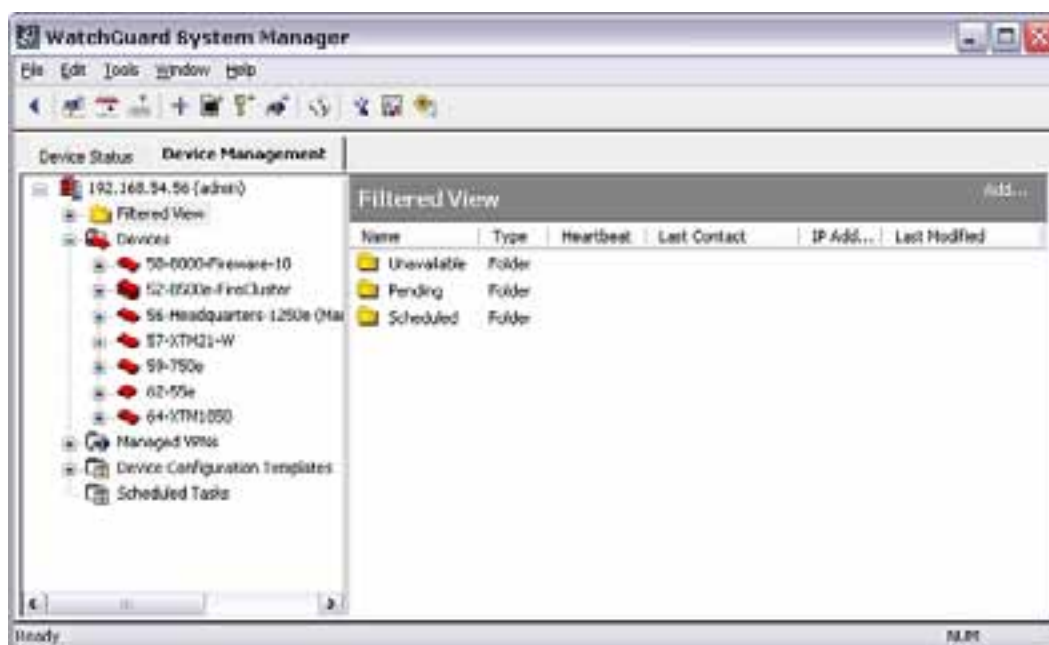 WatchGuard System Manager
File Edit Tools Window Help
Device Status Device Management
192.168.54.56 (admin)
Filtered View
Devices
50-8000-Fireware-10
52-8500e-FireCluster
56-Headquarters-1250e (Mai
57-XTM21-W
59-750e
62-55e
64-XTM1050
Managed VPNs
Device Configuration Templates
Scheduled Tasks
Filtered View Add...
Name Type Heartbeat Last Contact IP Add... Last Modified
Unavailable Folder
Pending Folder
Scheduled Folder
Ready NUM